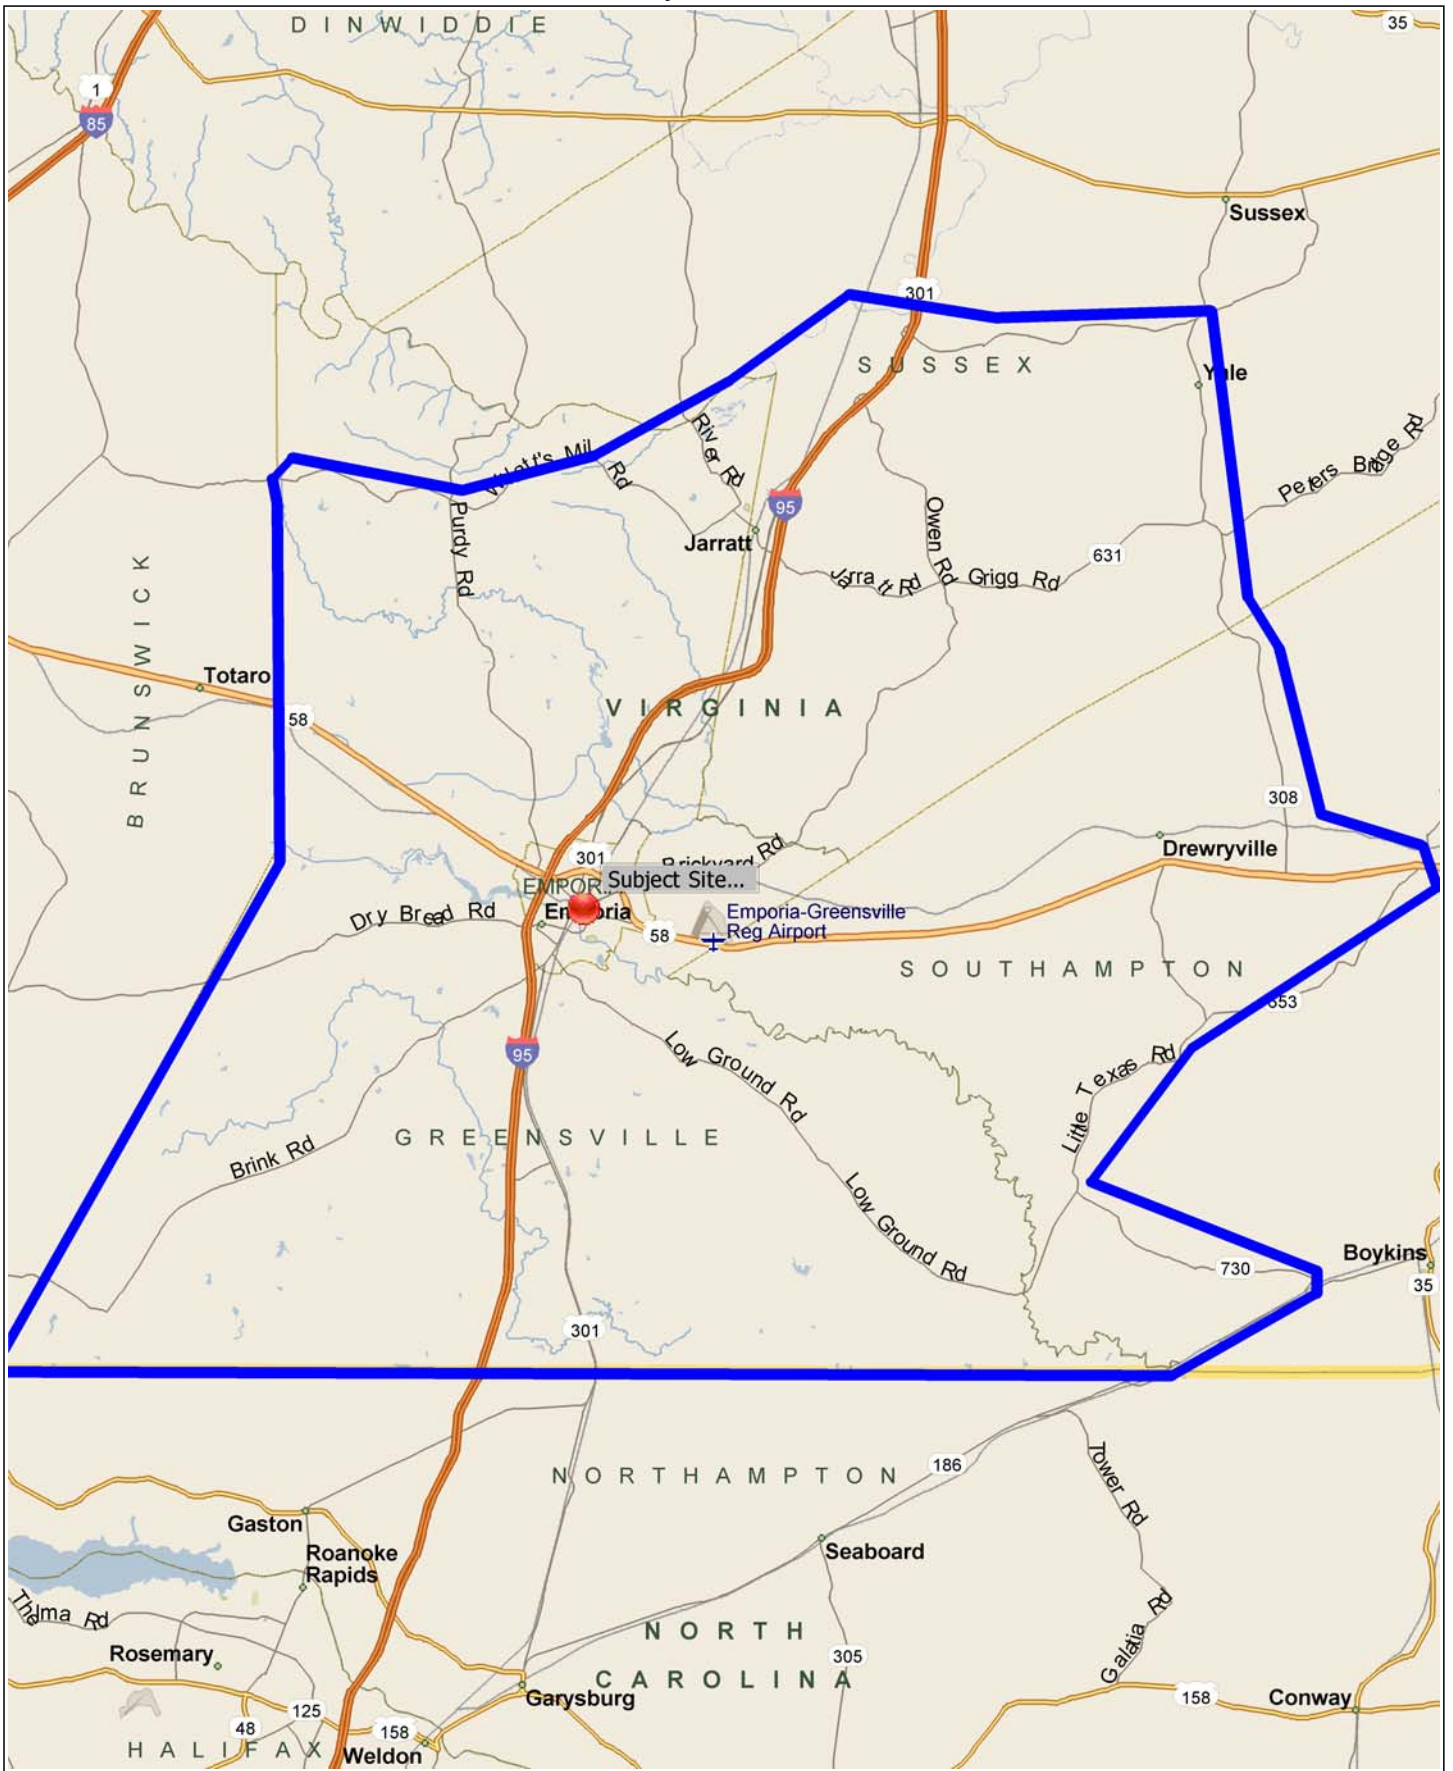 DINWIDDIE
35
1
85
Sussex
301
SUSSEX
Yale
River Rd
Peters Bridge Rd
Rd
Purdy Rd
95
Owen Rd
Jarratt
631
Jarratt Rd
Grigg Rd
BRUNSWICK
Totaro
58
VIRGINIA
308
Drewryville
301
Brickyard Rd
Subject Site...
Emporia
Dry Bread Rd
58
Emporia-Greensville
Reg Airport
SOUTHAMPTON
653
95
Low Ground Rd
Little Texas Rd
GREENSVILLE
Brink Rd
Low Ground Rd
730
Boykins
35
301
NORTHAMPTON
186
Tower Rd
Gaston
Roanoke
Rapids
Seaboard
Thelma Rd
NORTH
CAROLINA
Rosemary
305
Galatia Rd
Garysburg
158
Conway
125
48
158
HALIFAX
Weldon